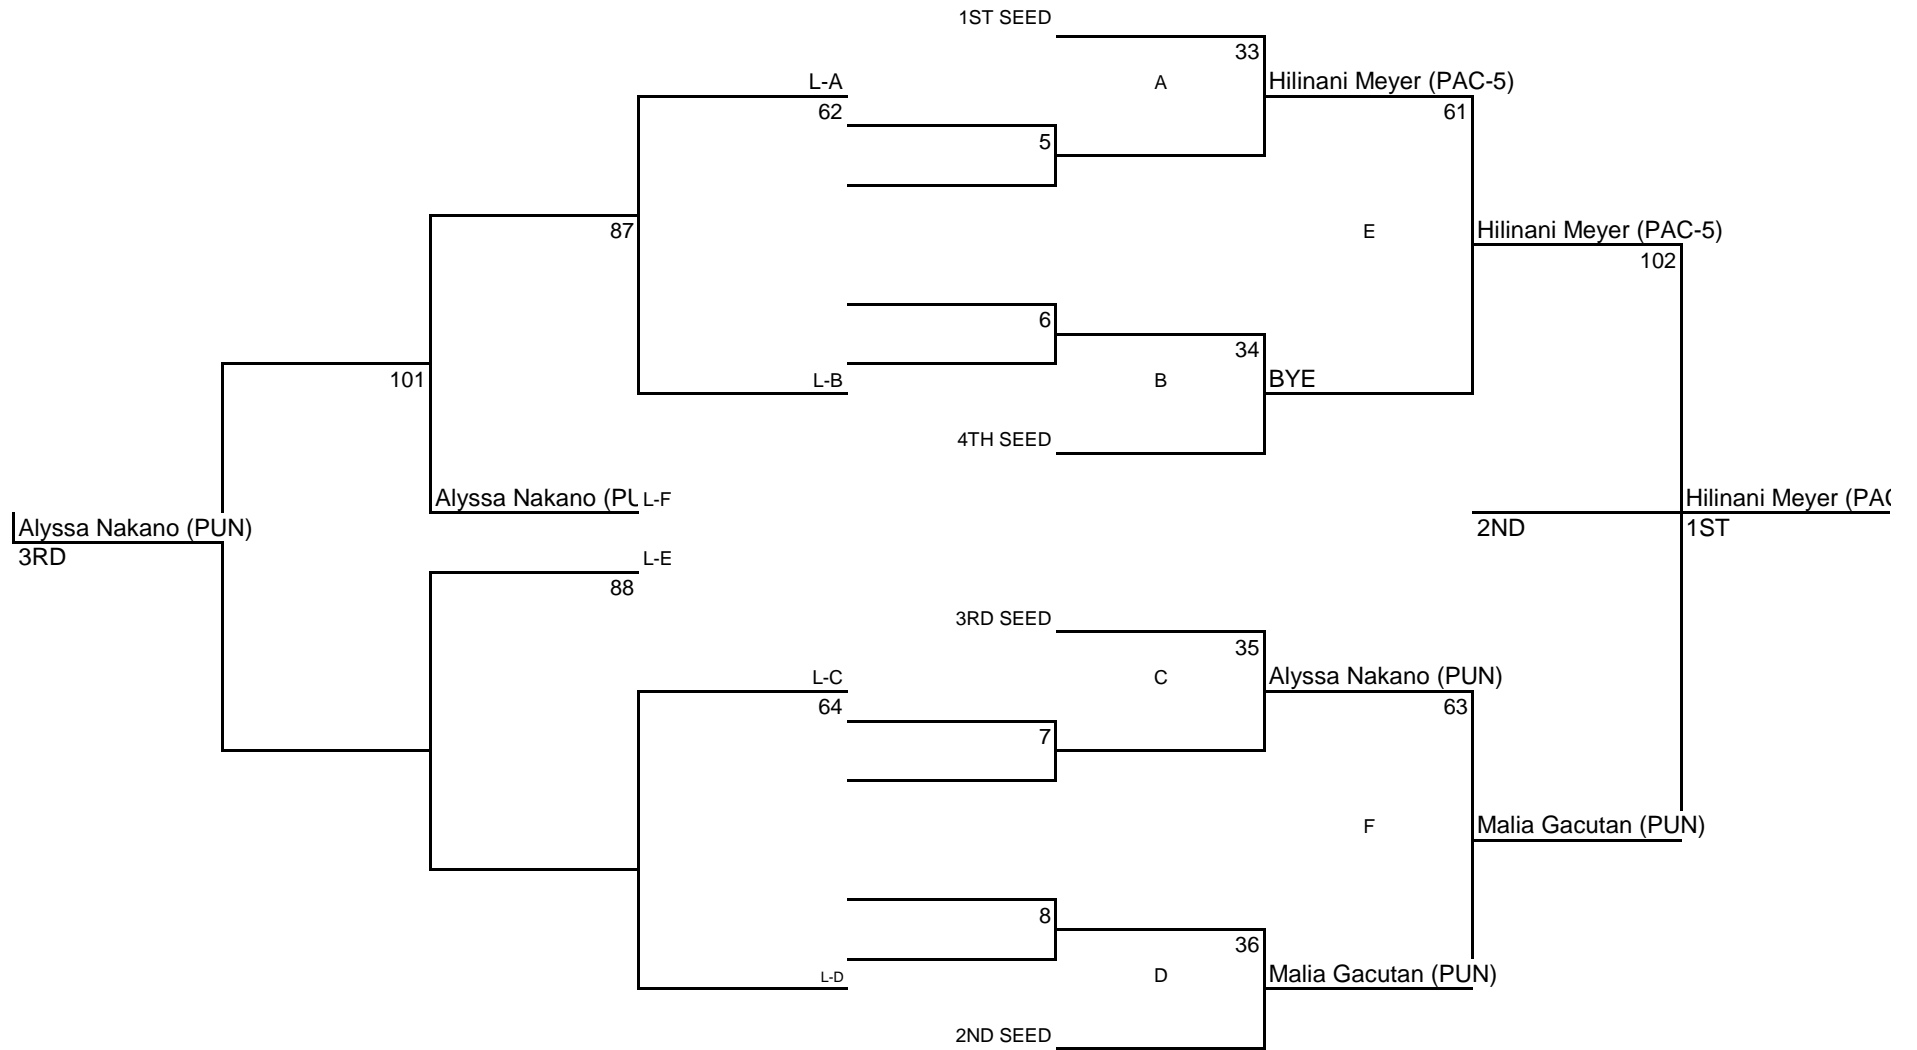 1ST SEED
33
L-A
A
Hilinani Meyer (PAC-5)
62
61
5
87
E
Hilinani Meyer (PAC-5)
102
6
34
101
L-B
B
BYE
4TH SEED
Alyssa Nakano (PU
L-F
Hilinani Meyer (PAC
Alyssa Nakano (PUN)
2ND
1ST
3RD
L-E
88
3RD SEED
35
L-C
C
Alyssa Nakano (PUN)
64
63
7
F
Malia Gacutan (PUN)
8
36
L-D
D
Malia Gacutan (PUN)
2ND SEED